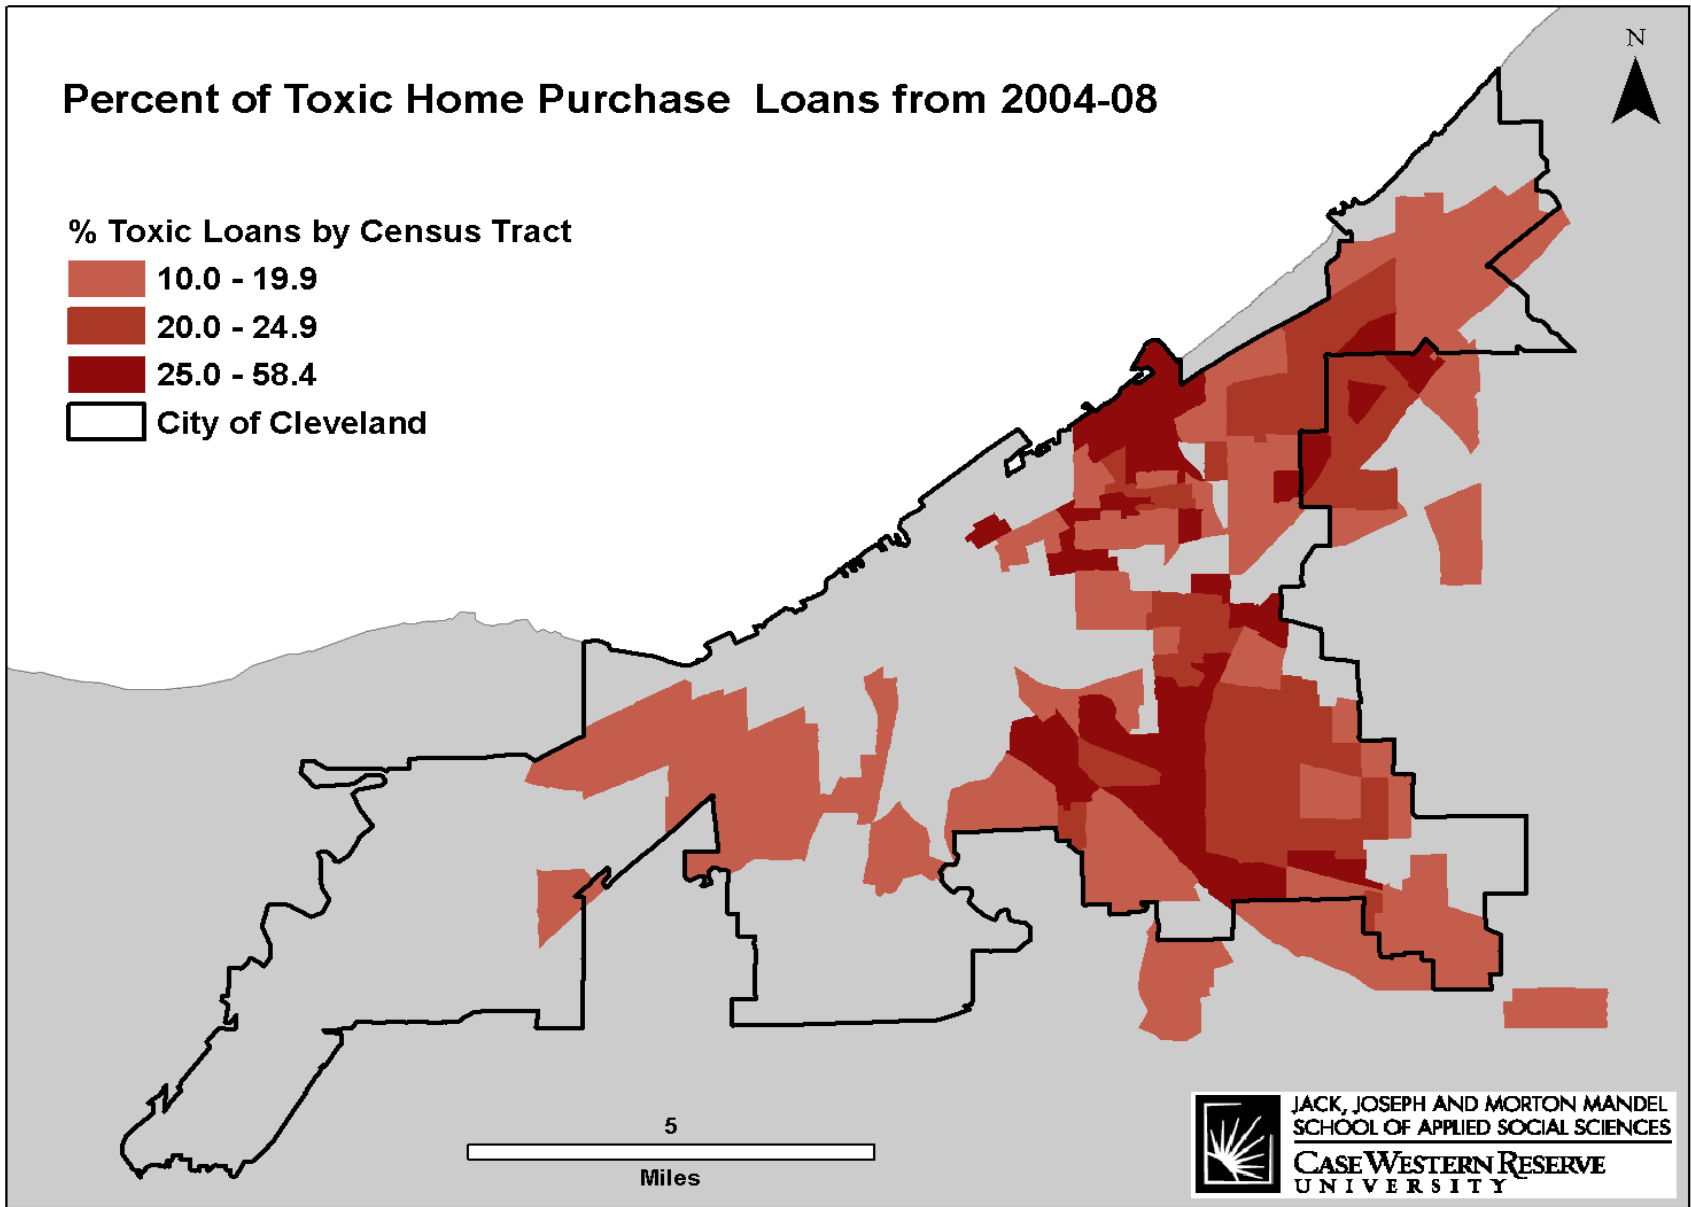 N
Percent of Toxic Home Purchase Loans from 2004-08
% Toxic Loans by Census Tract
10.0 - 19.9
20.0 - 24.9
25.0 - 58.4
City of Cleveland
5
Miles
JACK, JOSEPH AND MORTON MANDEL
SCHOOL OF APPLIED SOCIAL SCIENCES
CASE WESTERN RESERVE
UNIVERSITY